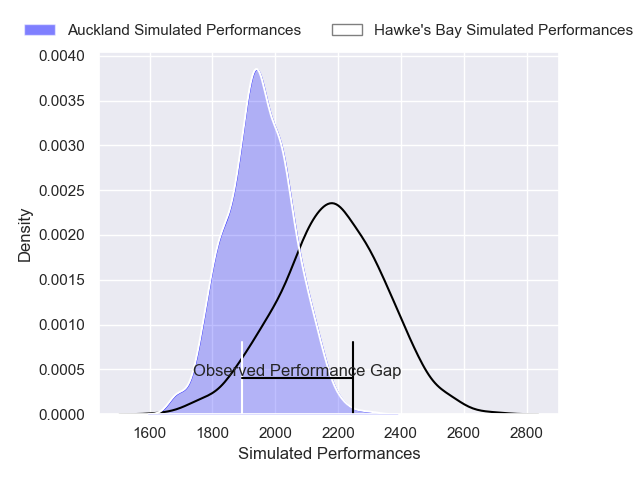 Auckland Simulated Performances
Hawke's Bay Simulated Performances
0.0040
0.0035
0.0030
0.0025
0.0020
0.0015
0.0010
0.0005
0.0000
Density
Observed Performance Gap
1600 1800 2000 2200 2400 2600 2800
Simulated Performances